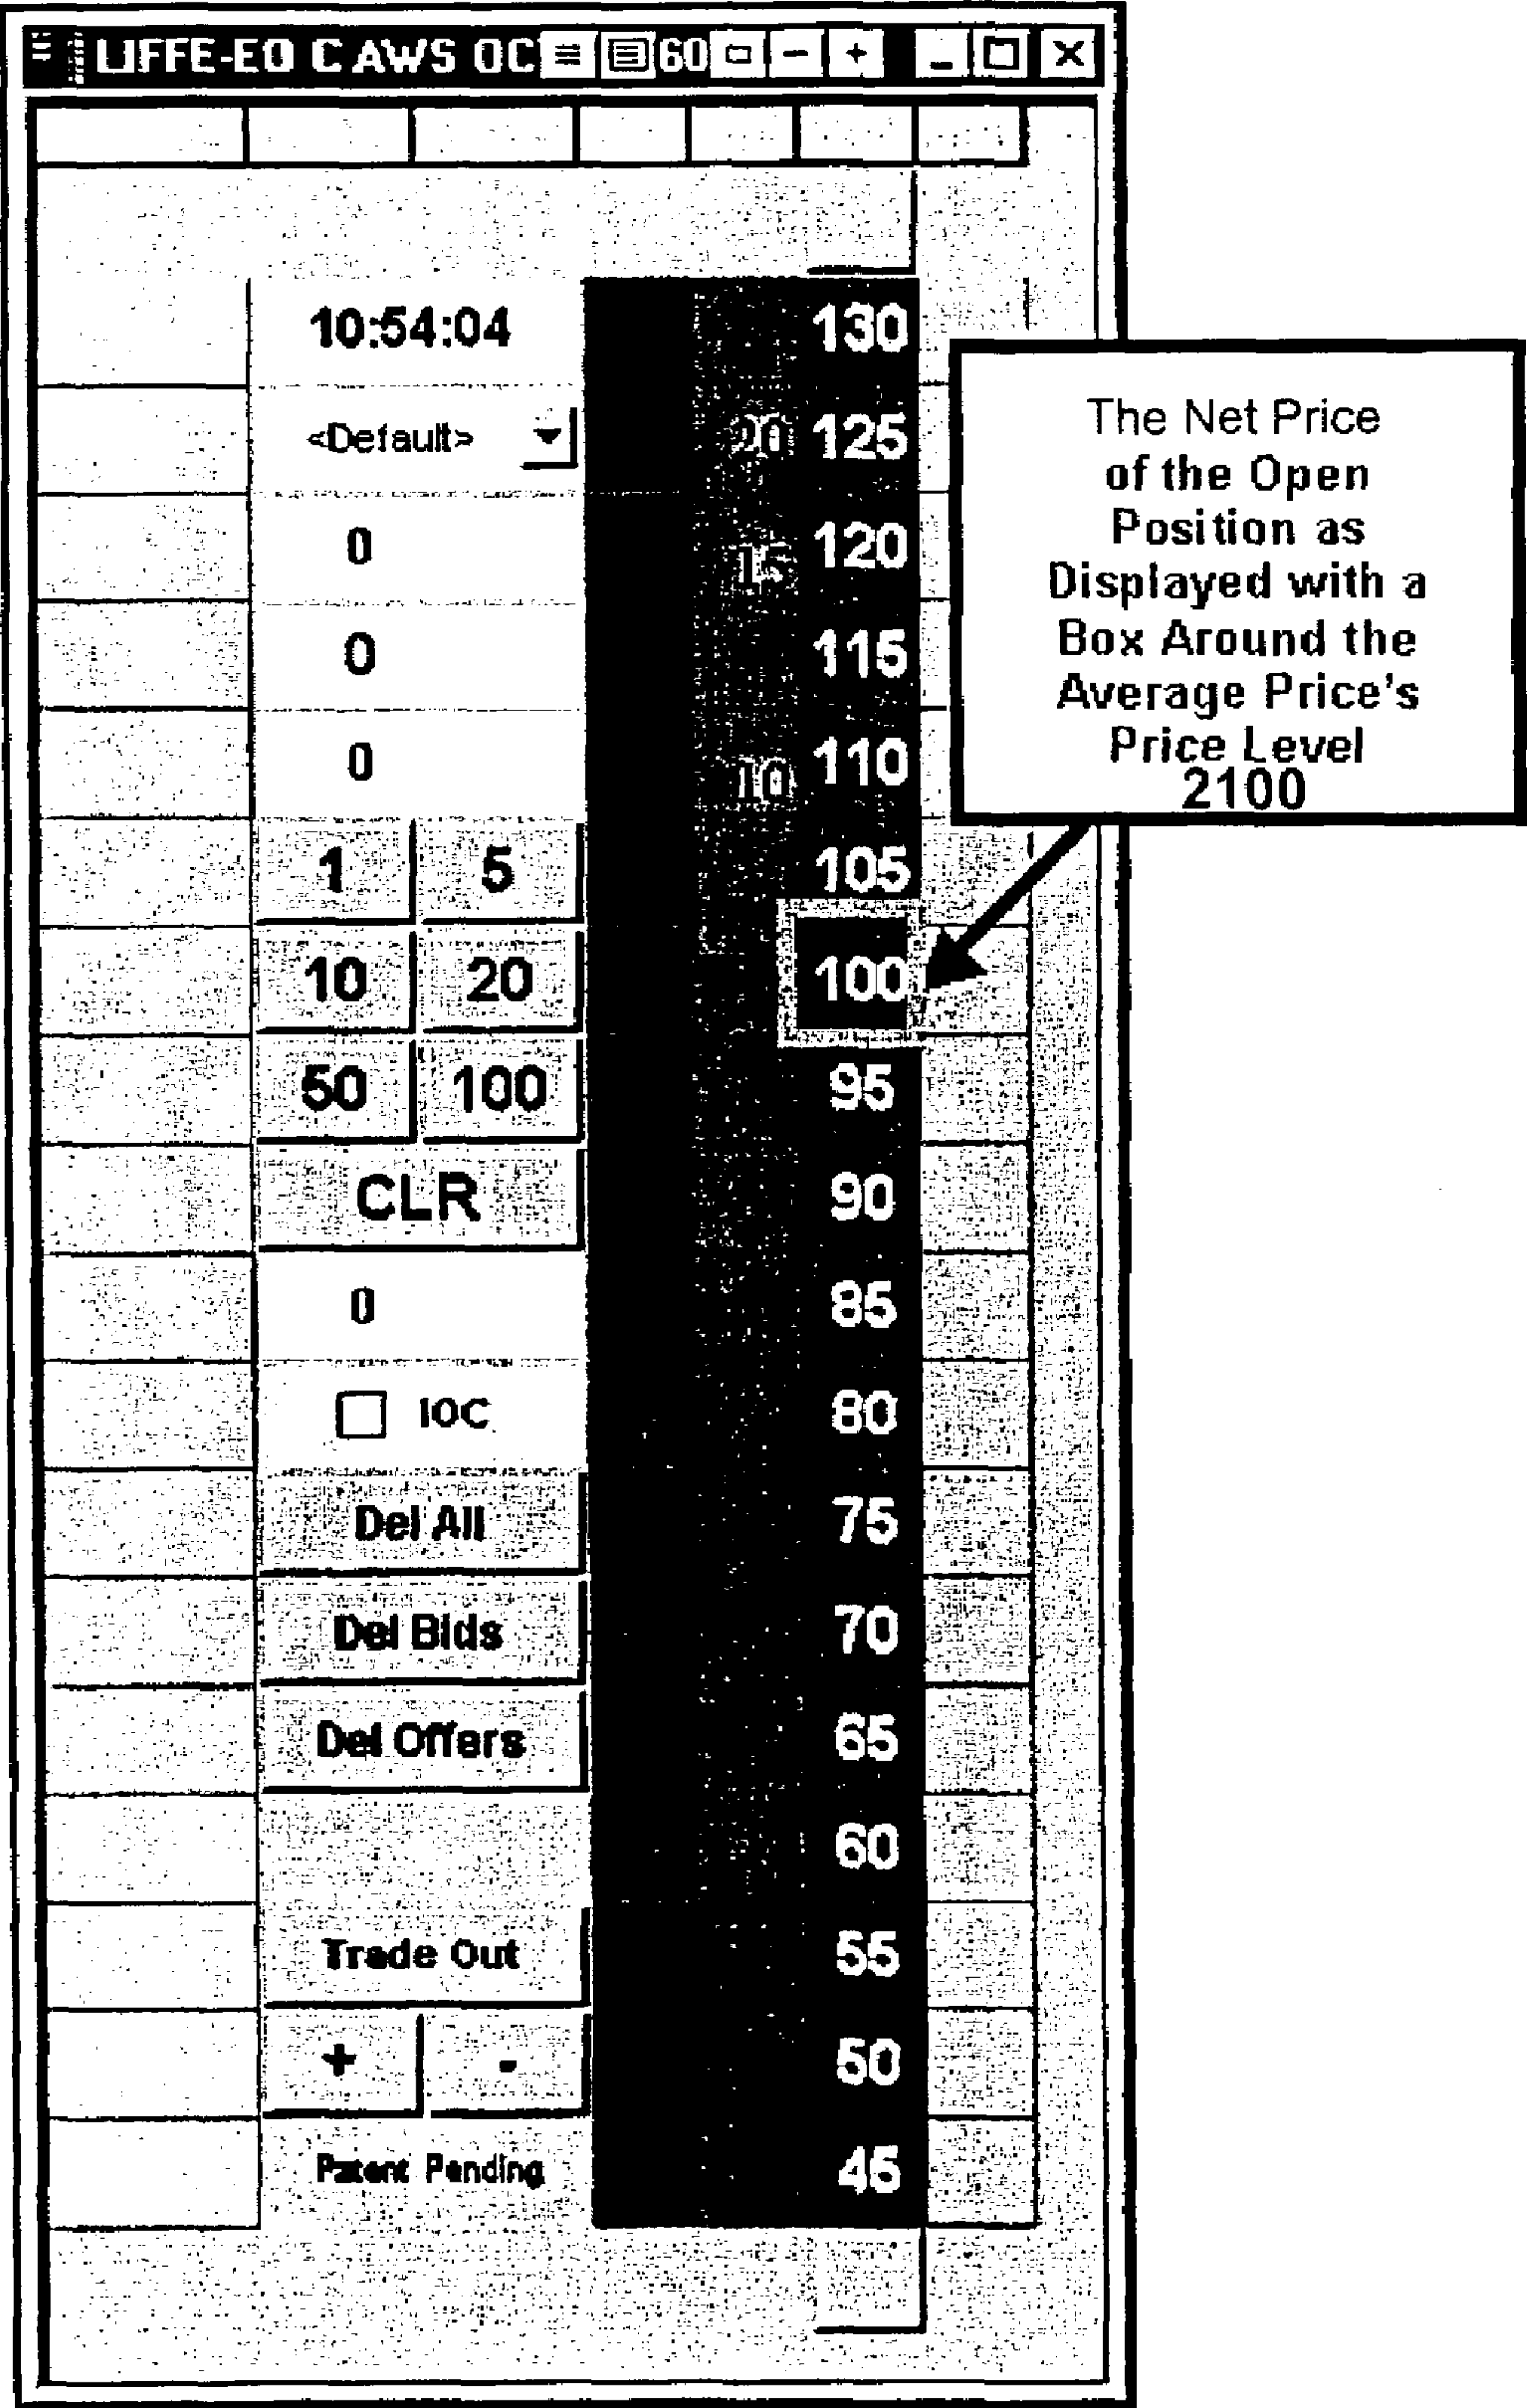 LIFFE-EO C AWS OC 60 - +
10:54:04 130
<Default> 20 125
0 120
15
0 115
0 110
10
1 5 105
10 20 100
50 100 95
CLR 90
0 85
IOC 80
Del All 75
Del Bids 70
Del Offers 65
60
Trade Out 55
+ - 50
Patent Pending 45
The Net Price
of the Open
Position as
Displayed with a
Box Around the
Average Price's
Price Level
2100